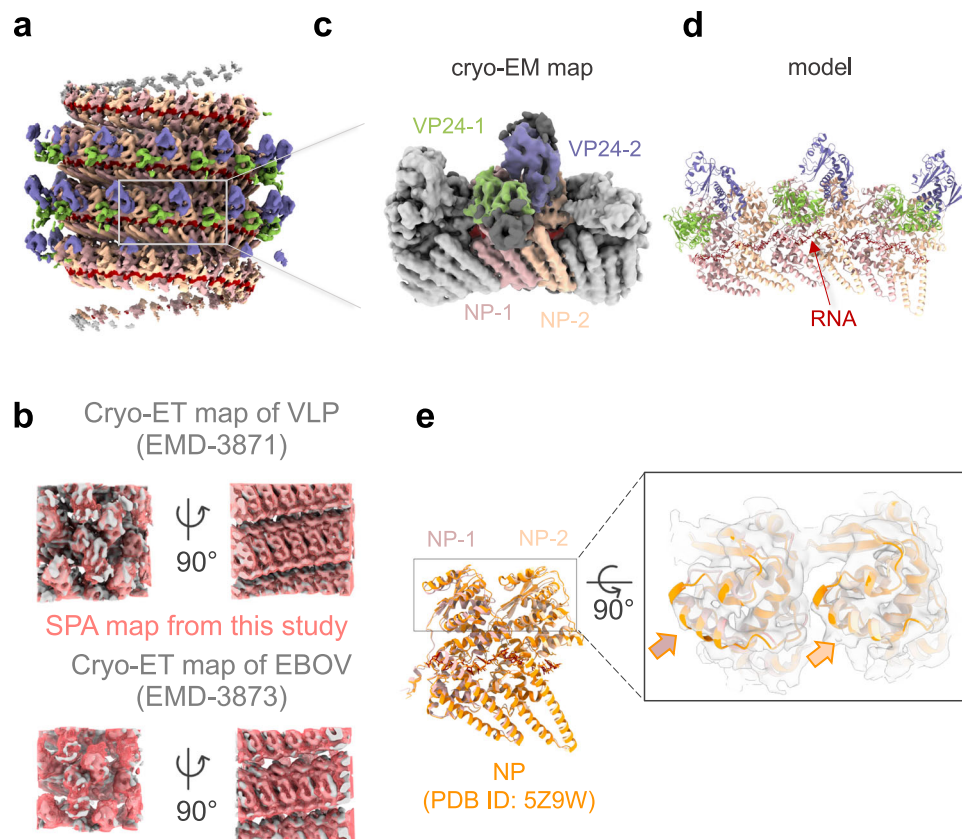 a
c
d
cryo-EM map
model
VP24-1
VP24-2
NP-1
NP-2
RNA
b
Cryo-ET map of VLP
(EMD-3871)
90°
SPA map from this study
Cryo-ET map of EBOV
(EMD-3873)
90°
e
NP-1
NP-2
90°
NP
(PDB ID: 5Z9W)